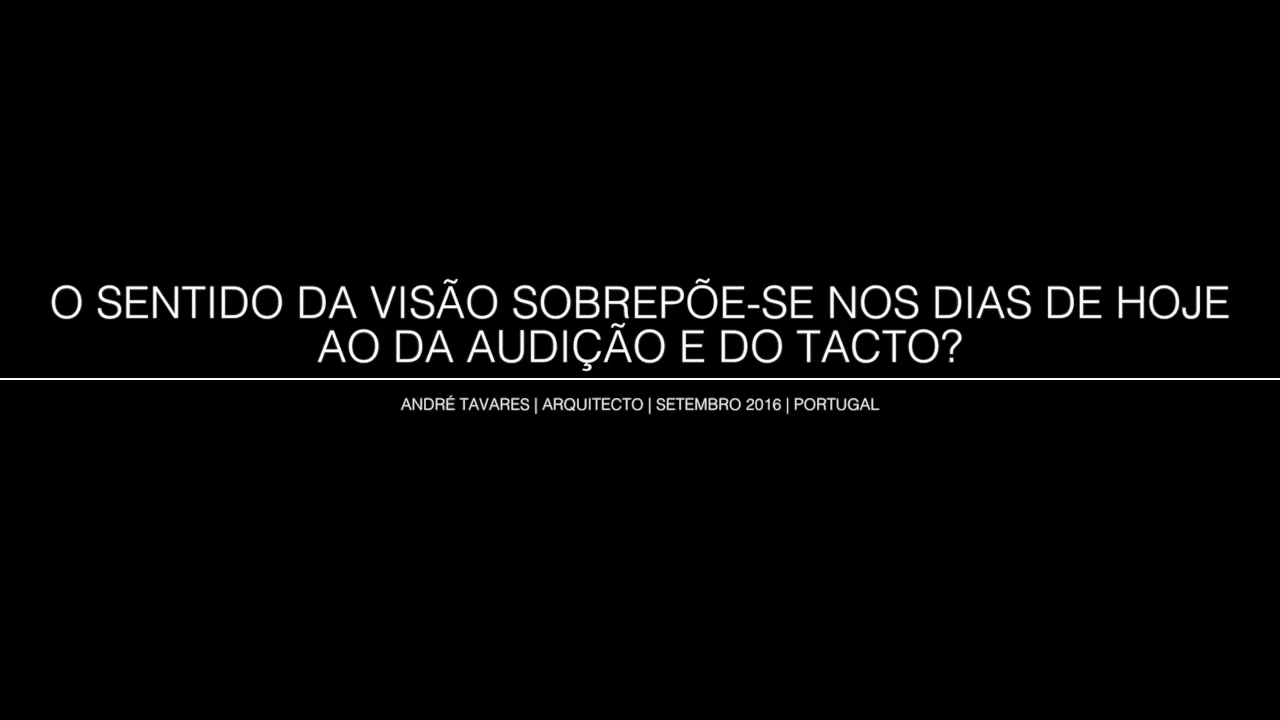 O SENTIDO DA VISÃO SOBREPÕE-SE NOS DIAS DE HOJE
AO DA AUDIÇÃO E DO TACTO?
ANDRÉ TAVARES | ARQUITECTO | SETEMBRO 2016 | PORTUGAL